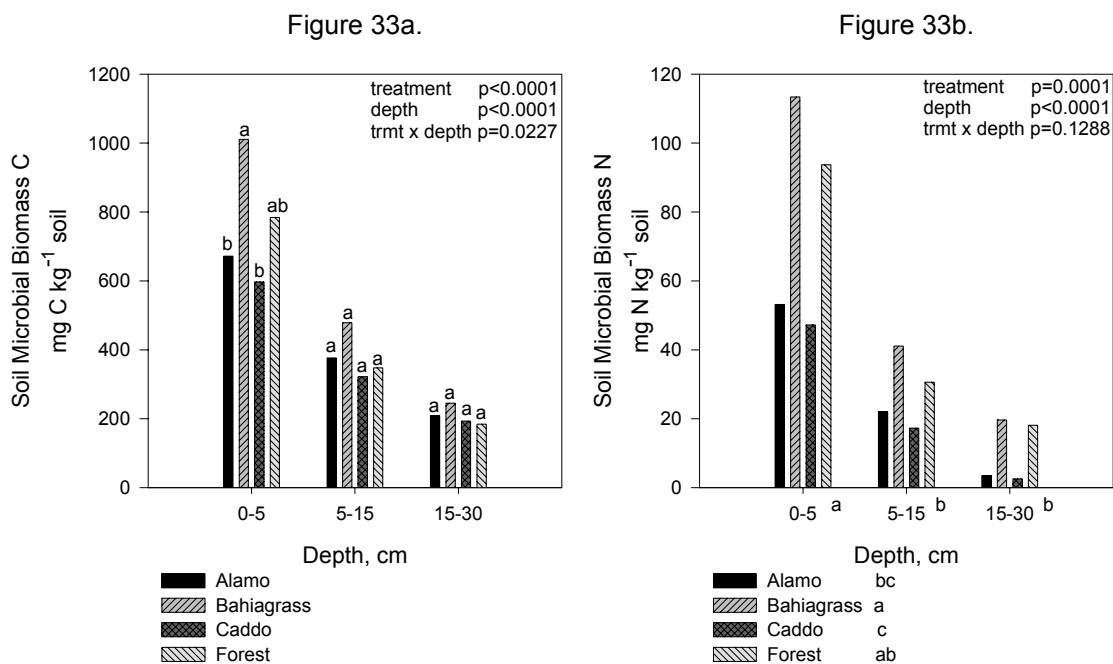 Figure 33a.
Soil Microbial Biomass C
mg C kg⁻¹ soil
1200
1000
800
600
400
200
0
treatment p<0.0001
depth p<0.0001
trmt x depth p=0.0227
b a b ab
a a a a
a a a a
0-5 5-15 15-30
Depth, cm
Alamo
Bahiagrass
Caddo
Forest
Figure 33b.
Soil Microbial Biomass N
mg N kg⁻¹ soil
120
100
80
60
40
20
0
treatment p=0.0001
depth p<0.0001
trmt x depth p=0.1288
0-5 a 5-15 b 15-30 b
Depth, cm
Alamo bc
Bahiagrass a
Caddo c
Forest ab